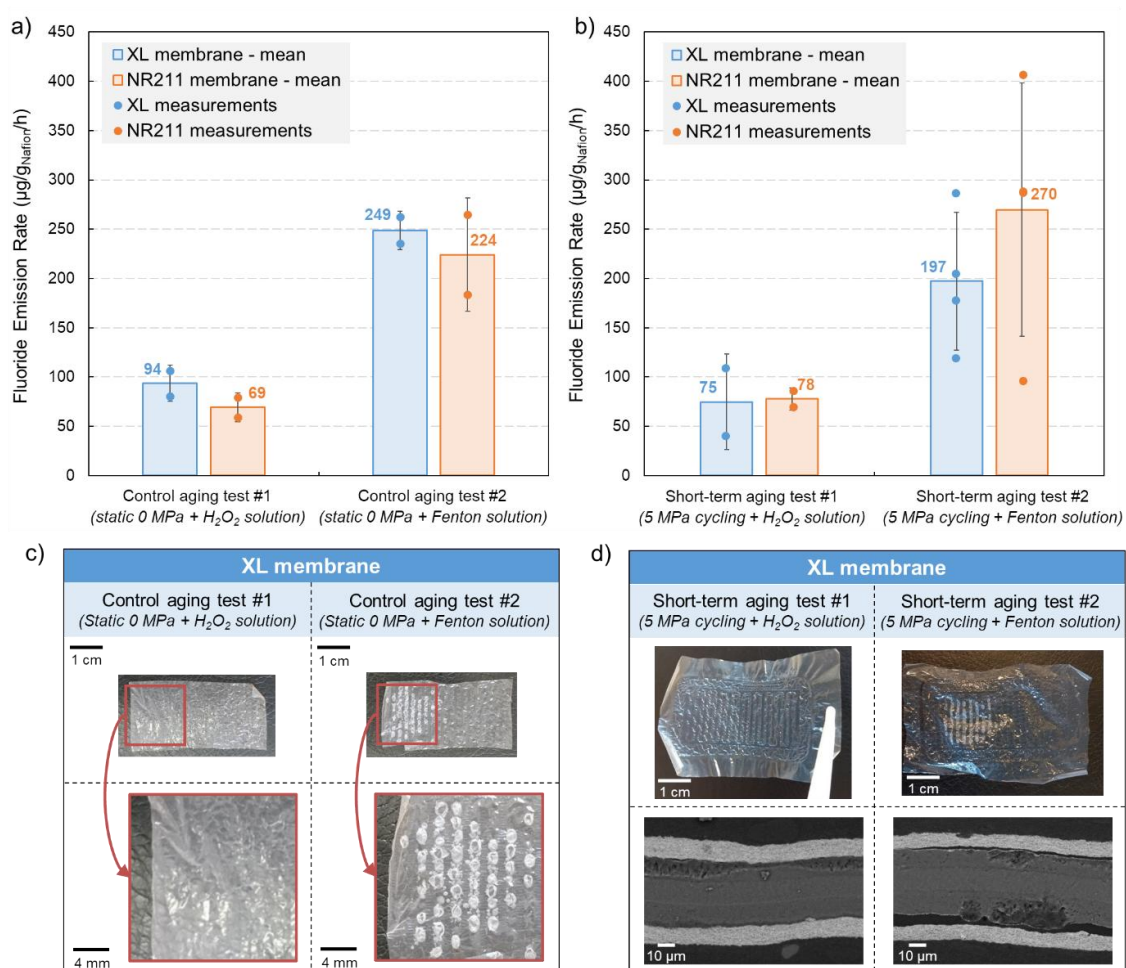 a)
450
400
350
300
250
200
150
100
50
0
Fluoride Emission Rate (µg/gNafion/h)
XL membrane - mean
NR211 membrane - mean
XL measurements
NR211 measurements
94
69
249
224
Control aging test #1
(static 0 MPa + H₂O₂ solution)
Control aging test #2
(static 0 MPa + Fenton solution)
b)
450
400
350
300
250
200
150
100
50
0
Fluoride Emission Rate (µg/gNafion/h)
XL membrane - mean
NR211 membrane - mean
XL measurements
NR211 measurements
75
78
197
270
Short-term aging test #1
(5 MPa cycling + H₂O₂ solution)
Short-term aging test #2
(5 MPa cycling + Fenton solution)
c)
XL membrane
Control aging test #1
(Static 0 MPa + H₂O₂ solution)
Control aging test #2
(Static 0 MPa + Fenton solution)
1 cm
1 cm
4 mm
4 mm
d)
XL membrane
Short-term aging test #1
(5 MPa cycling + H₂O₂ solution)
Short-term aging test #2
(5 MPa cycling + Fenton solution)
1 cm
1 cm
10 µm
10 µm